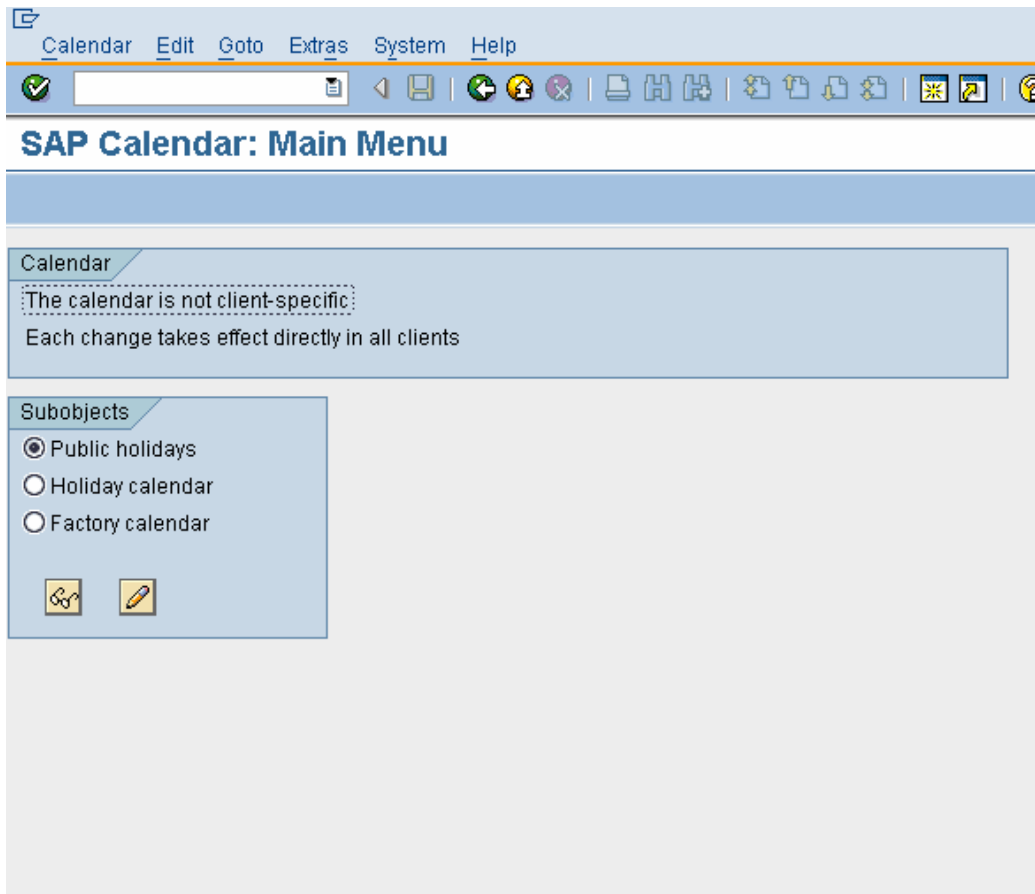 Calendar Edit Goto Extras System Help
SAP Calendar: Main Menu
Calendar
The calendar is not client-specific
Each change takes effect directly in all clients
Subobjects
Public holidays
Holiday calendar
Factory calendar